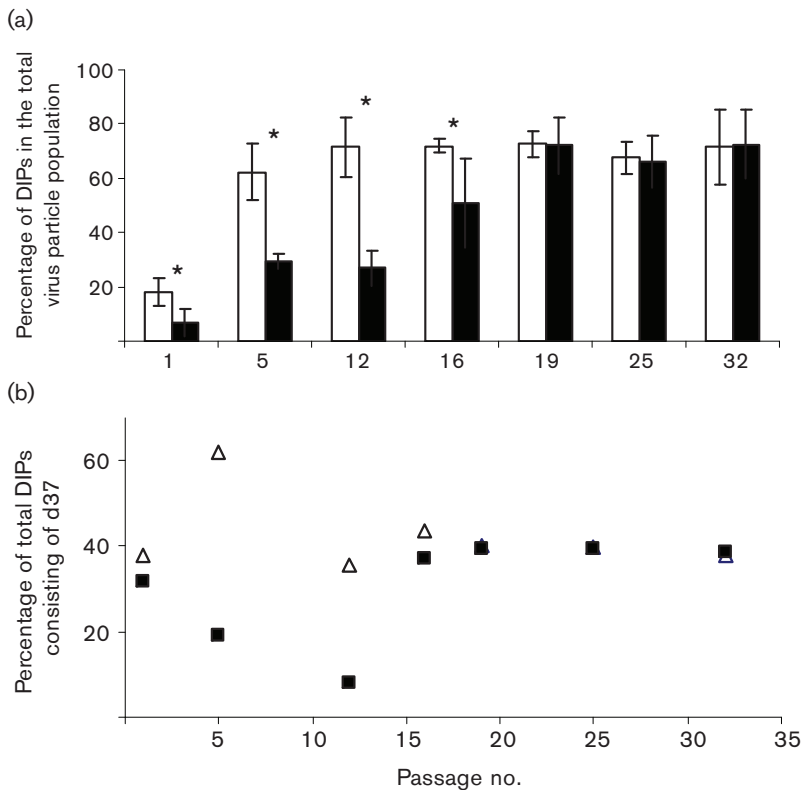 (a)
Percentage of DIPs in the total
virus particle population
100
80
60
40
20
*
*
*
*
1 5 12 16 19 25 32
(b)
Percentage of total DIPs
consisting of d37
60
40
20
5 10 15 20 25 30 35
Passage no.